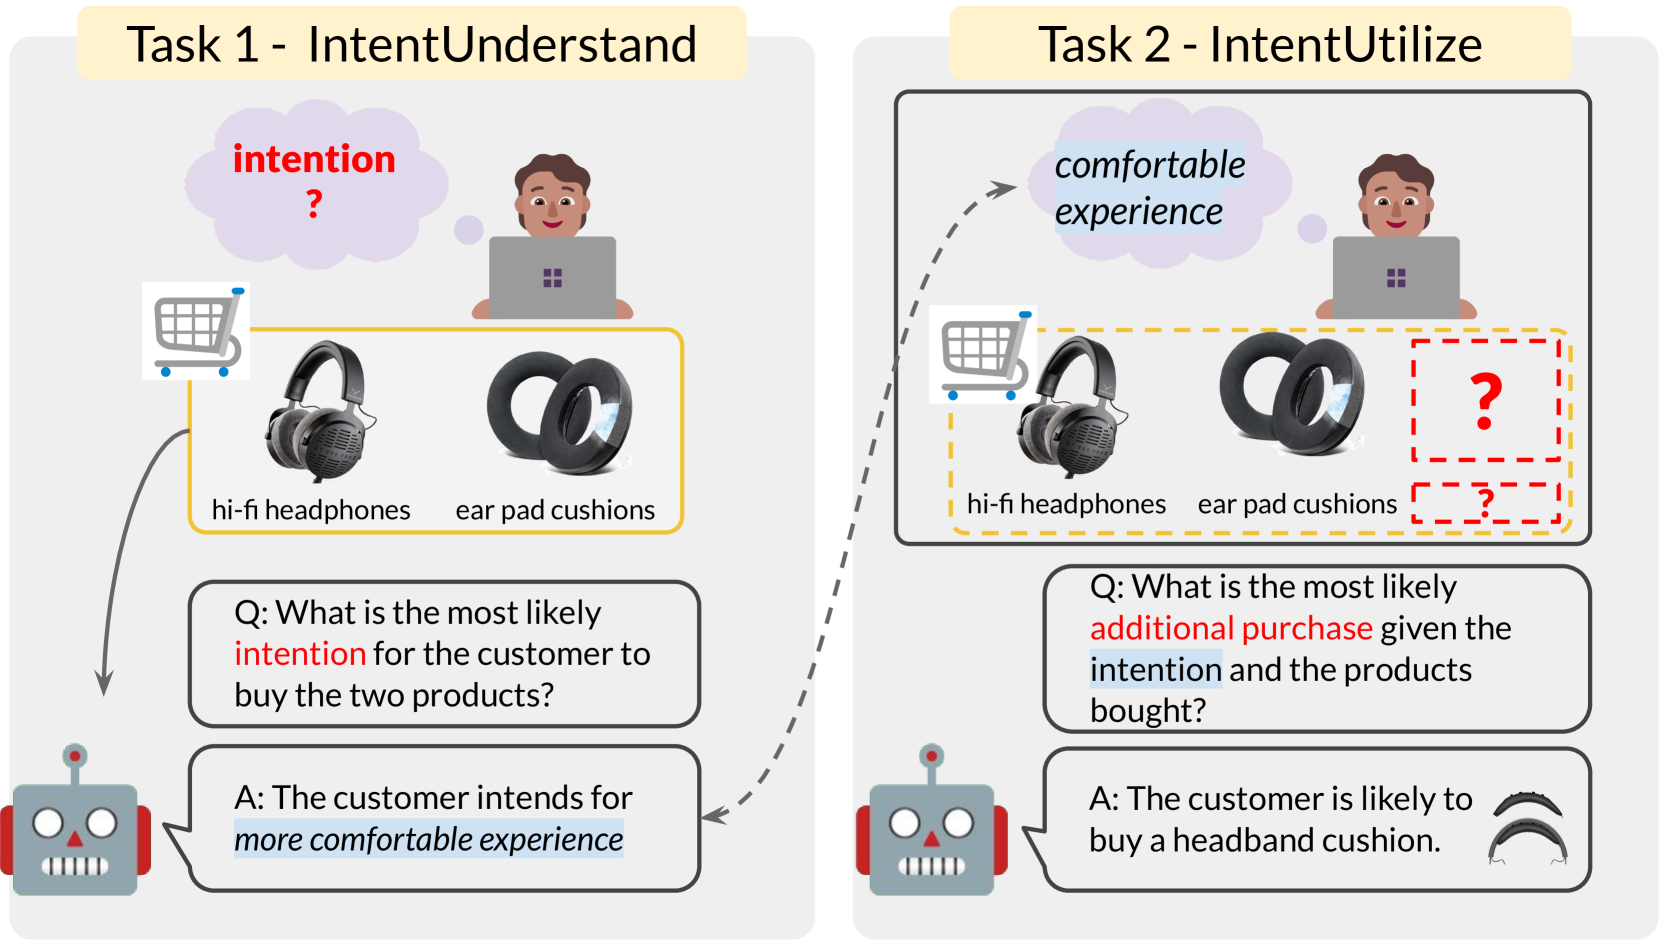 Task 1 - IntentUnderstand
intention
?
hi-fi headphones
ear pad cushions
Q: What is the most likely
intention for the customer to
buy the two products?
A: The customer intends for
more comfortable experience
Task 2 - IntentUtilize
comfortable
experience
?
hi-fi headphones
ear pad cushions
?
Q: What is the most likely
additional purchase given the
intention and the products
bought?
A: The customer is likely to
buy a headband cushion.